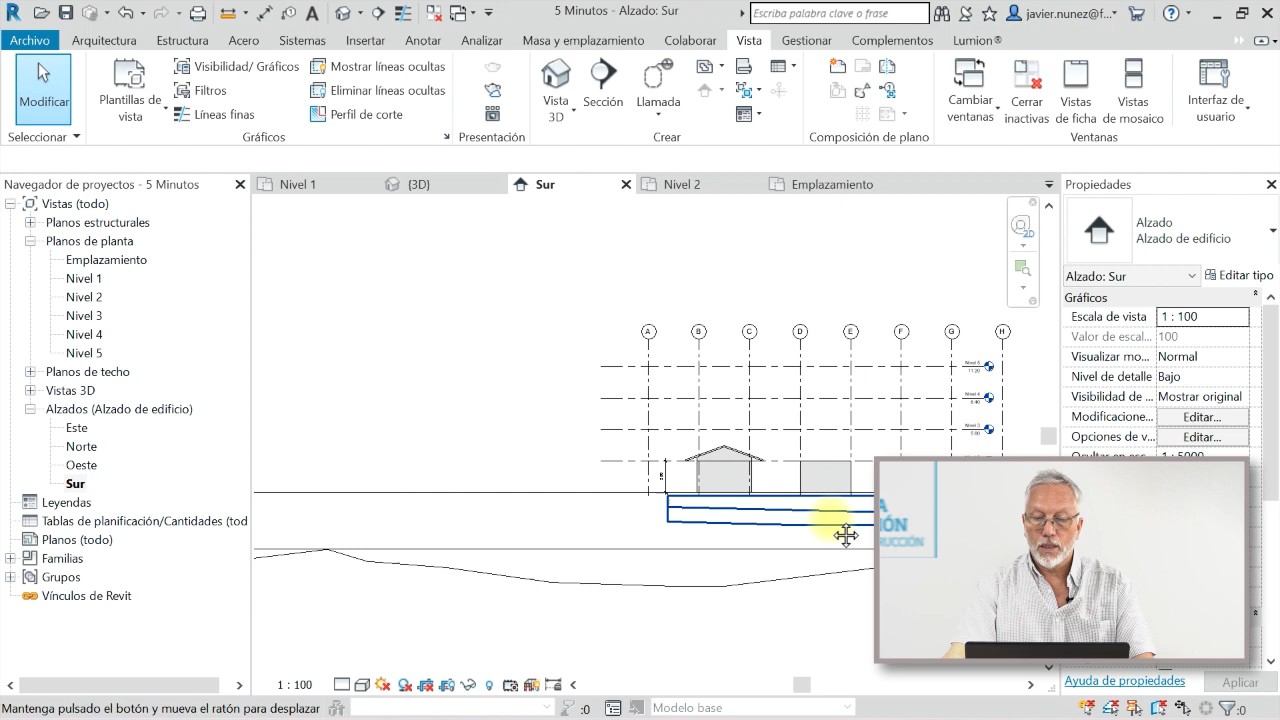 5 Minutos - Alzado: Sur
Escriba palabra clave o frase
javier.nunez@f...
Archivo
Arquitectura
Estructura
Acero
Sistemas
Insertar
Anotar
Analizar
Masa y emplazamiento
Colaborar
Vista
Gestionar
Complementos
Lumion®
Modificar
Plantillas de vista
Visibilidad/ Gráficos
Filtros
Líneas finas
Mostrar líneas ocultas
Eliminar líneas ocultas
Perfil de corte
Vista 3D
Sección
Llamada
Cambiar ventanas
Cerrar inactivas
Vistas de ficha
Vistas de mosaico
Interfaz de usuario
Seleccionar
Gráficos
Presentación
Crear
Composición de plano
Ventanas
Navegador de proyectos - 5 Minutos
Vistas (todo)
Planos estructurales
Planos de planta
Emplazamiento
Nivel 1
Nivel 2
Nivel 3
Nivel 4
Nivel 5
Planos de techo
Vistas 3D
Alzados (Alzado de edificio)
Este
Norte
Oeste
Sur
Leyendas
Tablas de planificación/Cantidades (tod
Planos (todo)
Familias
Grupos
Vínculos de Revit
Nivel 1
(3D)
Sur
Nivel 2
Emplazamiento
2D
A
B
C
D
E
F
G
H
Propiedades
Alzado
Alzado de edificio
Alzado: Sur
Editar tipo
Gráficos
Escala de vista
1 : 100
Valor de escal...
100
Visualizar mo...
Normal
Nivel de detalle
Bajo
Visibilidad de ...
Mostrar original
Modificacione...
Editar...
Opciones de v...
Editar...
Ocultar en esc...
1 : 5000
A
IÓN
RUCCIÓN
Ayuda de propiedades
Aplicar
1 : 100
Mantenga pulsado el botón y mueva el ratón para desplazar
:0
Modelo base
:0